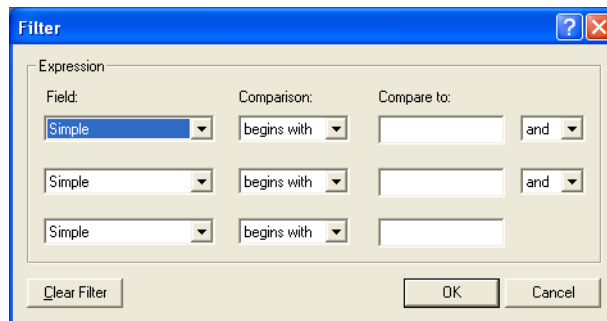 Filter
Expression
Field: Comparison: Compare to:
Simple begins with and
Simple begins with and
Simple begins with
Clear Filter OK Cancel